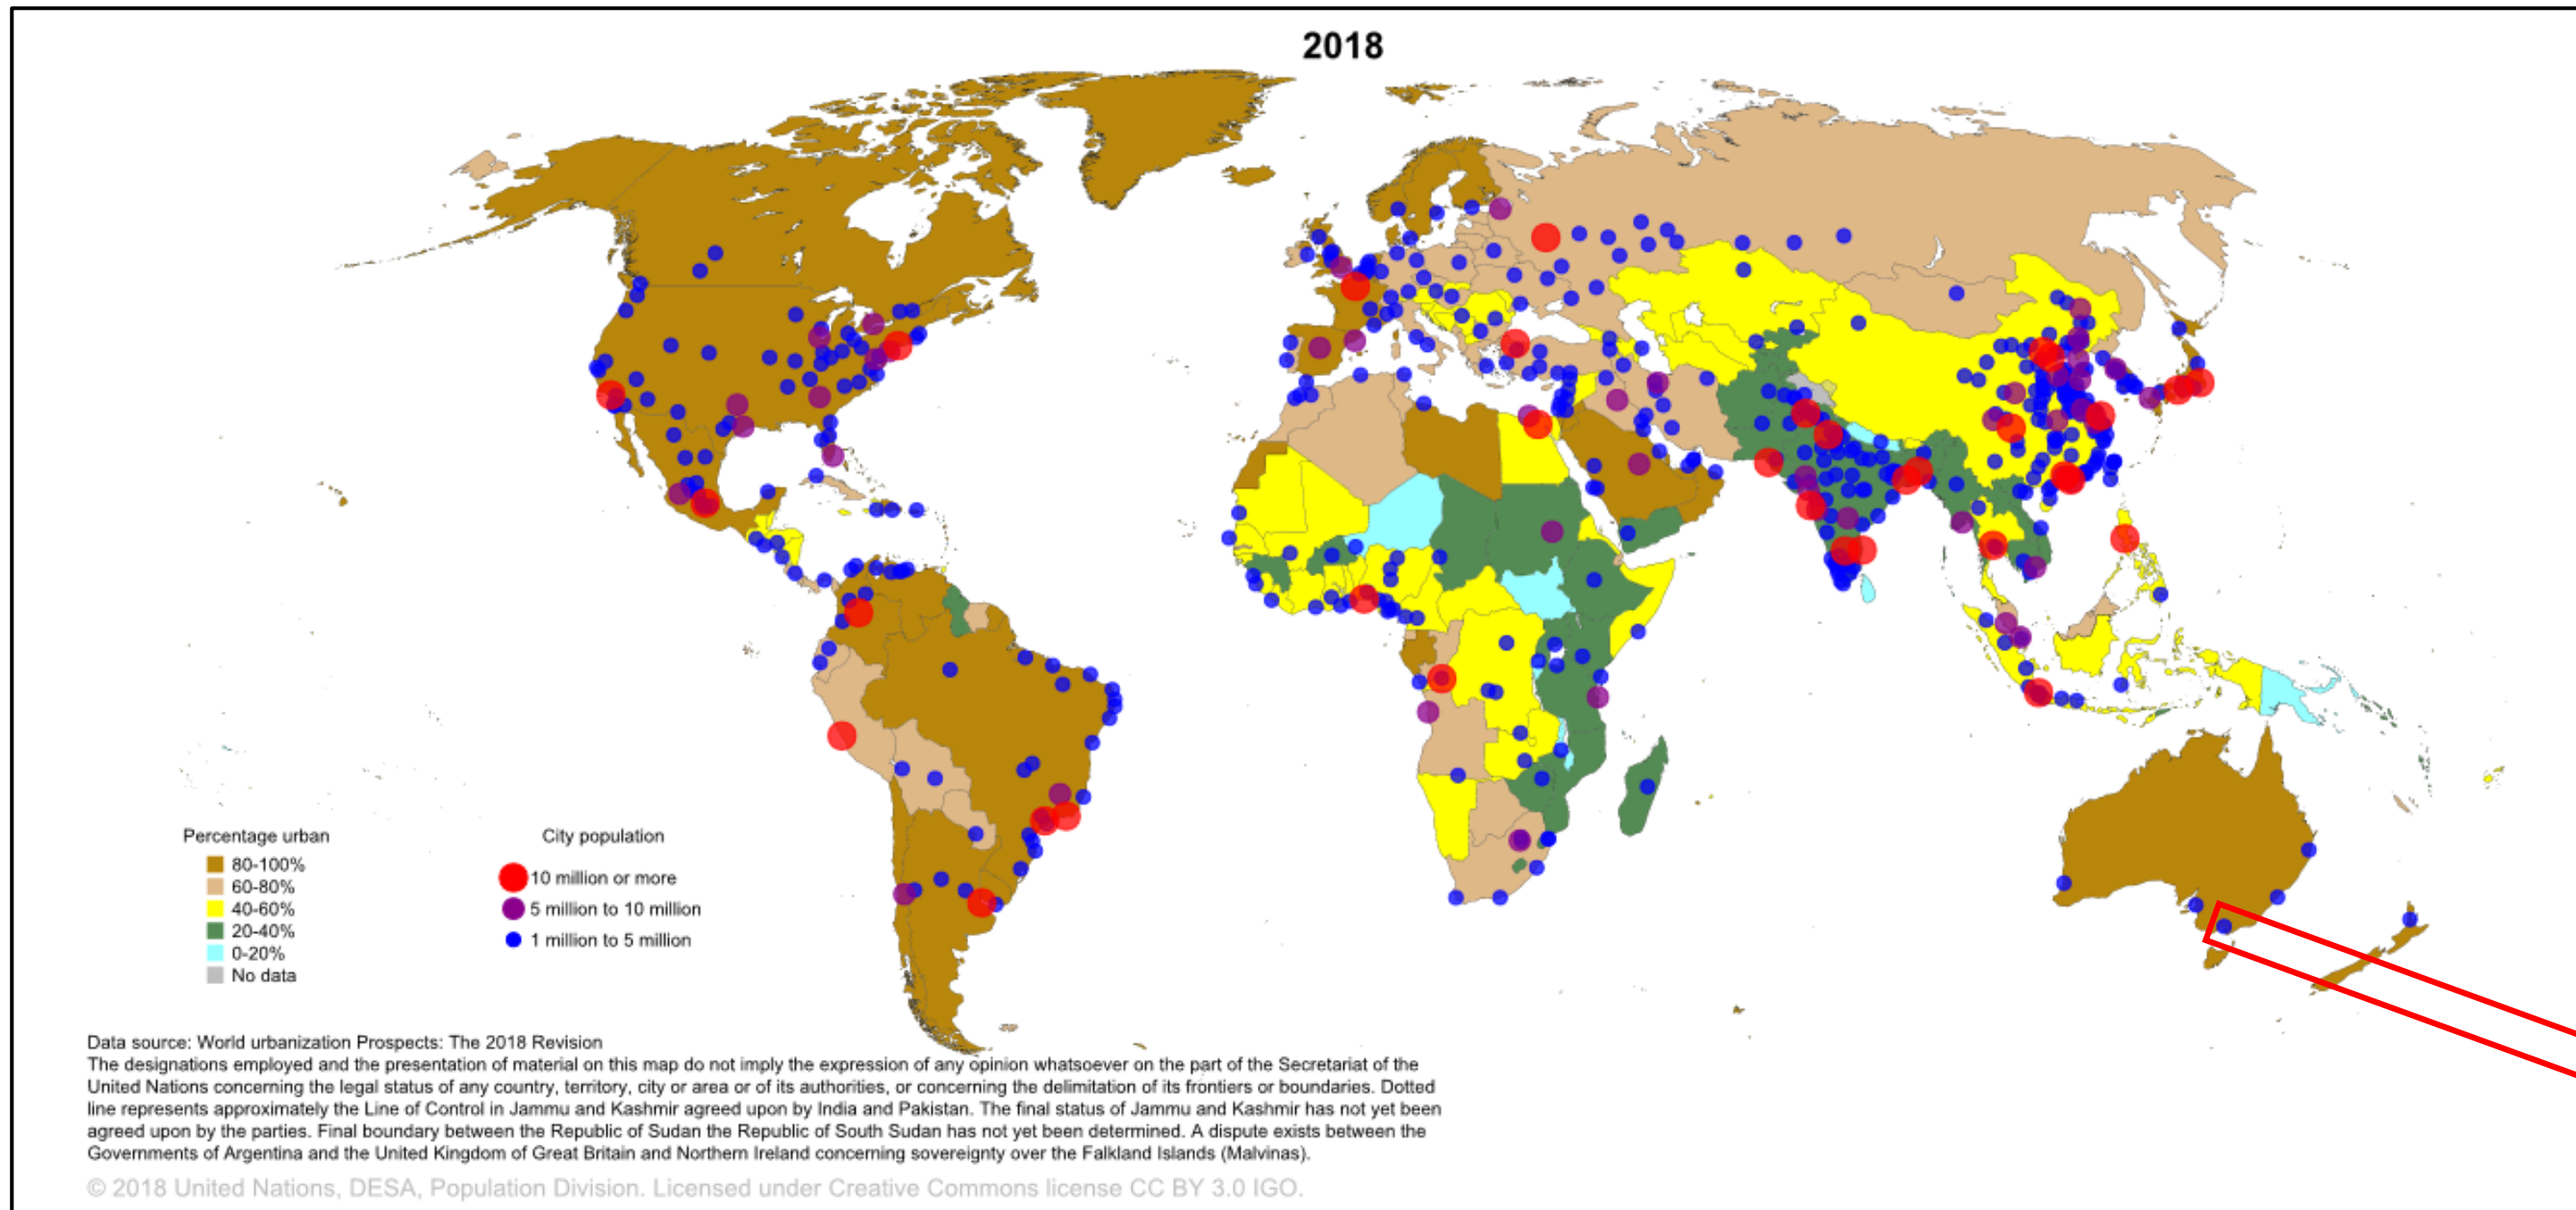 2018
Percentage urban
80-100%
60-80%
40-60%
20-40%
0-20%
No data
City population
10 million or more
5 million to 10 million
1 million to 5 million
Data source: World urbanization Prospects: The 2018 Revision
The designations employed and the presentation of material on this map do not imply the expression of any opinion whatsoever on the part of the Secretariat of the
United Nations concerning the legal status of any country, territory, city or area or of its authorities, or concerning the delimitation of its frontiers or boundaries. Dotted
line represents approximately the Line of Control in Jammu and Kashmir agreed upon by India and Pakistan. The final status of Jammu and Kashmir has not yet been
agreed upon by the parties. Final boundary between the Republic of Sudan the Republic of South Sudan has not yet been determined. A dispute exists between the
Governments of Argentina and the United Kingdom of Great Britain and Northern Ireland concerning sovereignty over the Falkland Islands (Malvinas).
© 2018 United Nations, DESA, Population Division. Licensed under Creative Commons license CC BY 3.0 IGO.